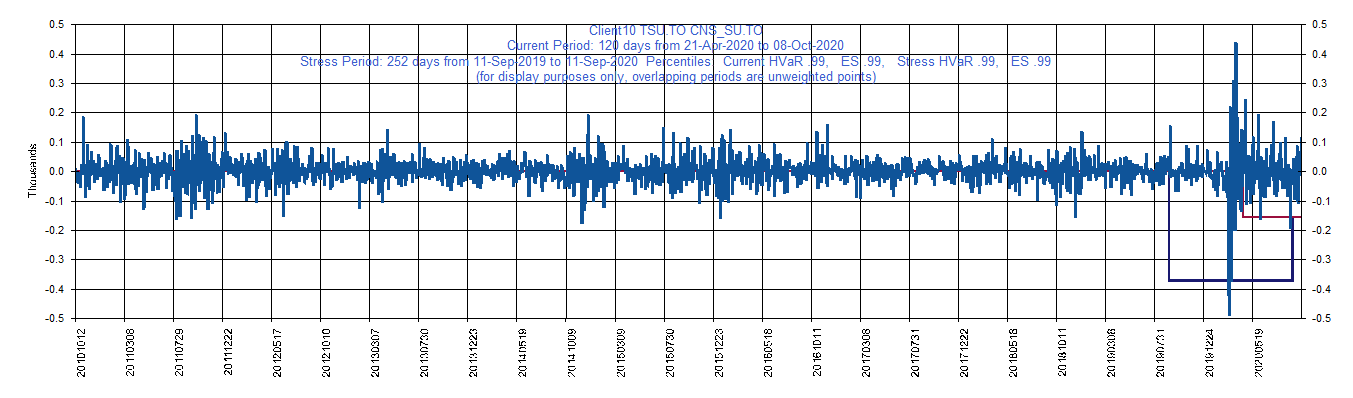 Client10 TSU.TO CNS_SU.TO
Current Period: 120 days from 21-Apr-2020 to 08-Oct-2020
Stress Period: 252 days from 11-Sep-2019 to 11-Sep-2020 Percentiles: Current HVaR .99, ES .99, Stress HVaR .99, ES .99
(for display purposes only, overlapping periods are unweighted points)
0.5 0.5
0.4 0.4
0.3 0.3
0.2 0.2
0.1 0.1
0.0 0.0
-0.1 -0.1
-0.2 -0.2
-0.3 -0.3
-0.4 -0.4
-0.5 -0.5
Thousands
20101012 20110308 20110729 20111222 20120517 20121010 20130307 20130730 20131223 20140519 20141009 20150309 20150730 20151223 20160518 20161011 20170308 20170731 20171222 20180518 20181011 20190308 20190731 20191224 20200519